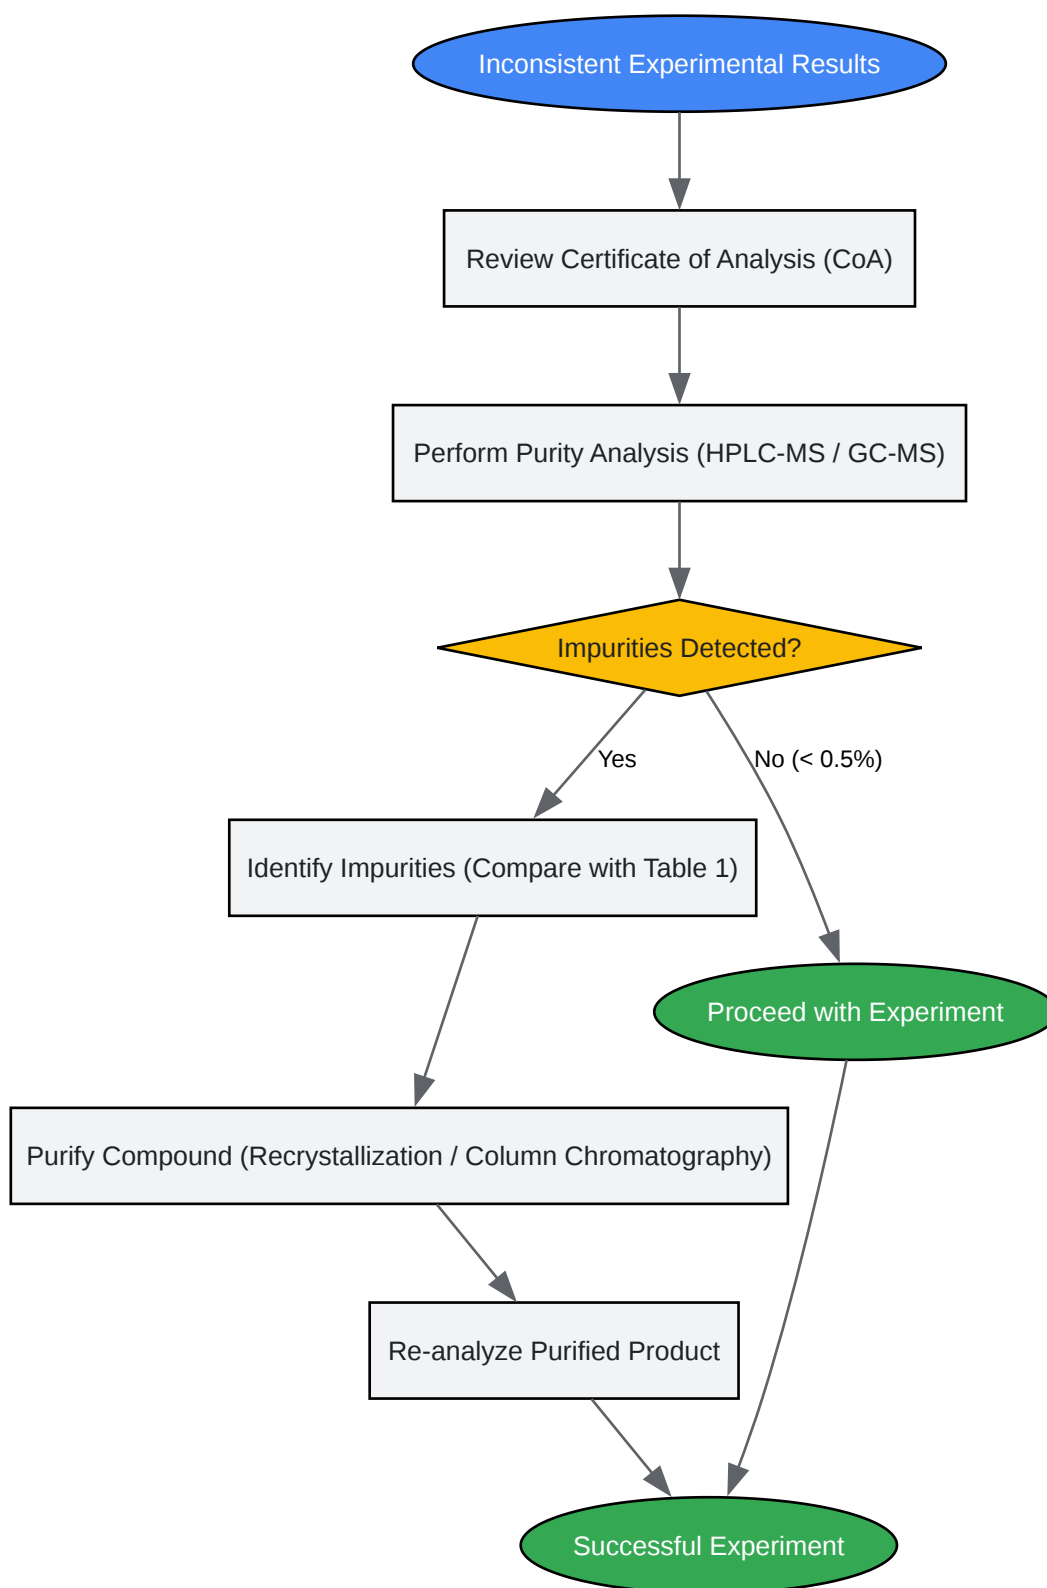 Inconsistent Experimental Results
Review Certificate of Analysis (CoA)
Perform Purity Analysis (HPLC-MS / GC-MS)
Impurities Detected?
Yes
No (< 0.5%)
Identify Impurities (Compare with Table 1)
Proceed with Experiment
Purify Compound (Recrystallization / Column Chromatography)
Re-analyze Purified Product
Successful Experiment